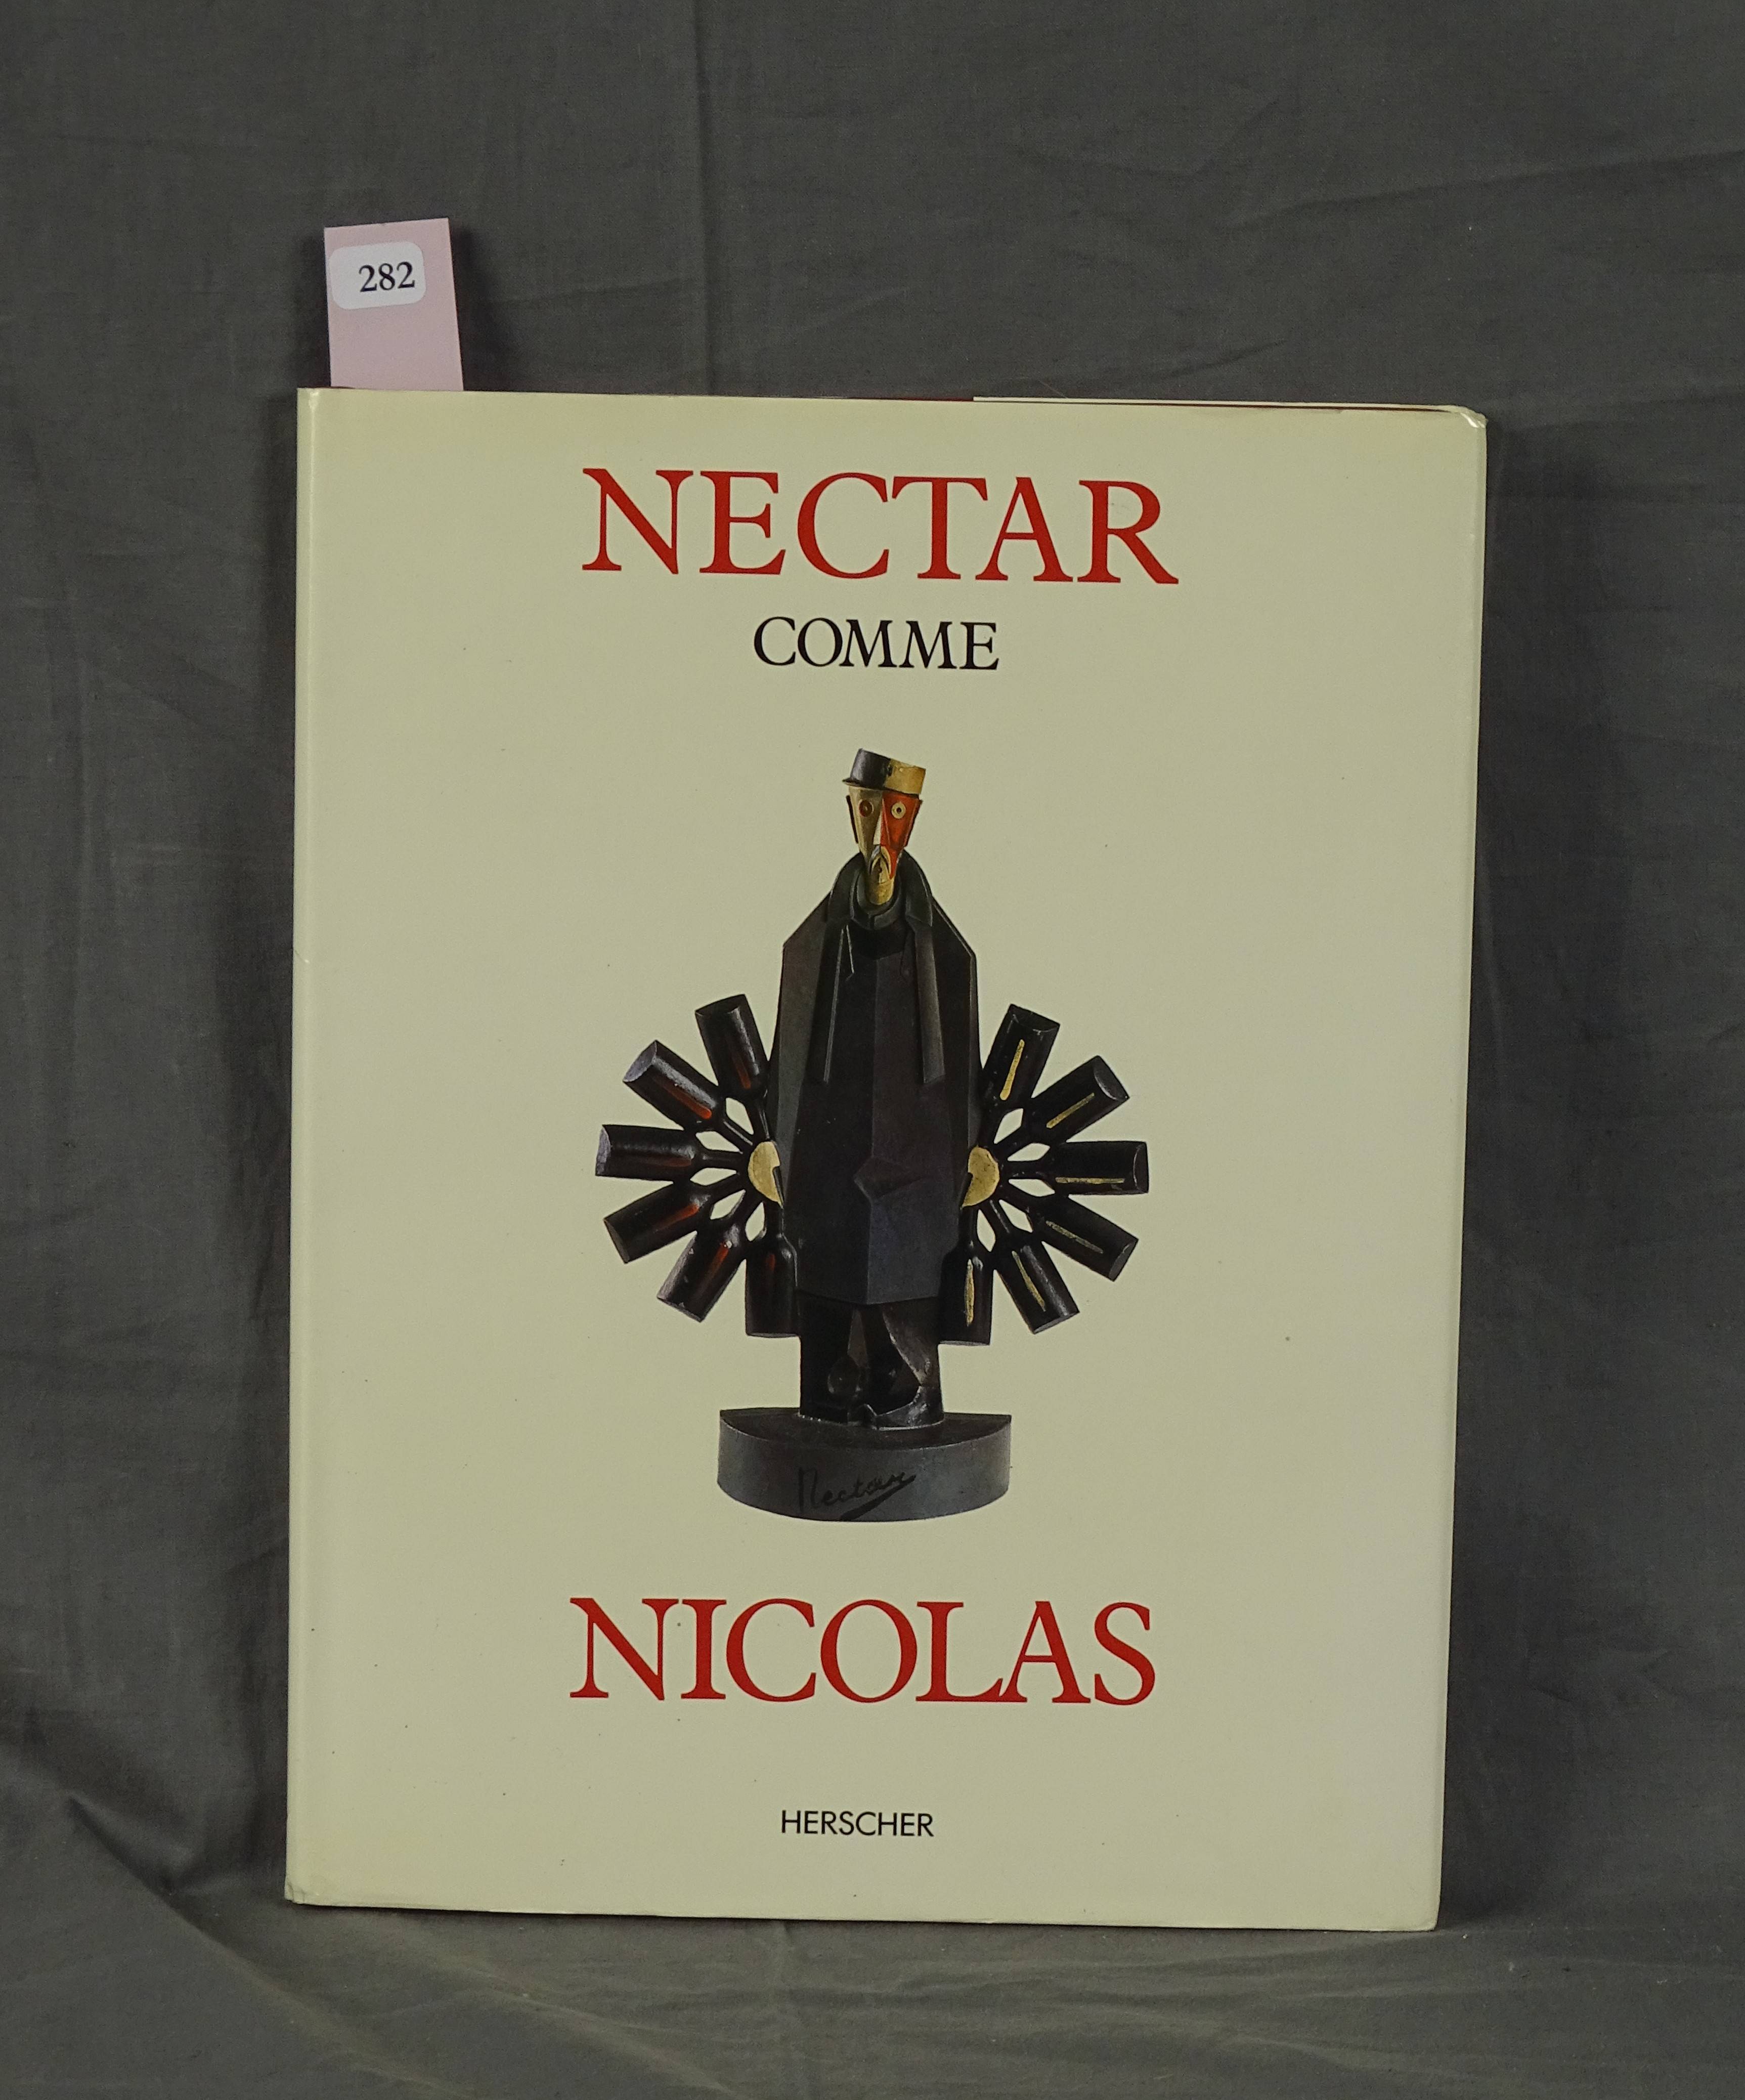 282
NECTAR
COMME
Nectar
NICOLAS
HERSCHER